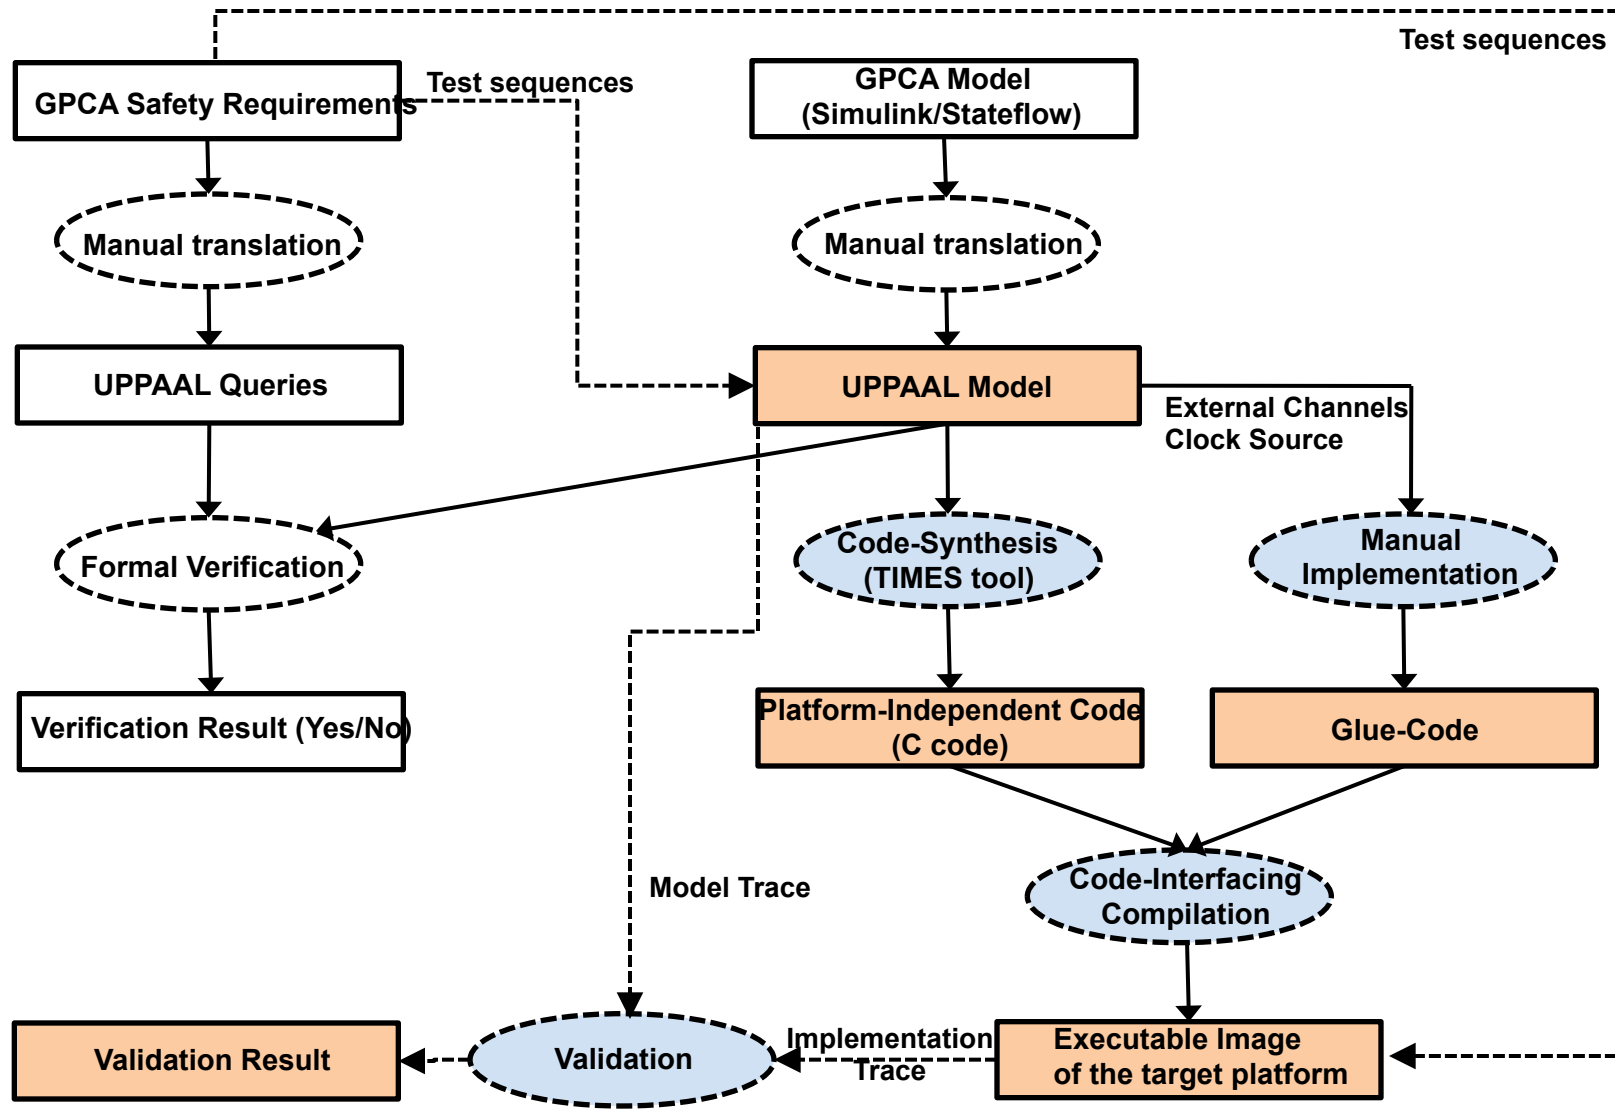 Test sequences
GPCA Safety Requirements
Test sequences
GPCA Model
(Simulink/Stateflow)
Manual translation
Manual translation
UPPAAL Queries
UPPAAL Model
External Channels
Clock Source
Formal Verification
Code-Synthesis
(TIMES tool)
Manual
Implementation
Verification Result (Yes/No)
Platform-Independent Code
(C code)
Glue-Code
Model Trace
Code-Interfacing
Compilation
Validation Result
Validation
Implementation
Trace
Executable Image
of the target platform